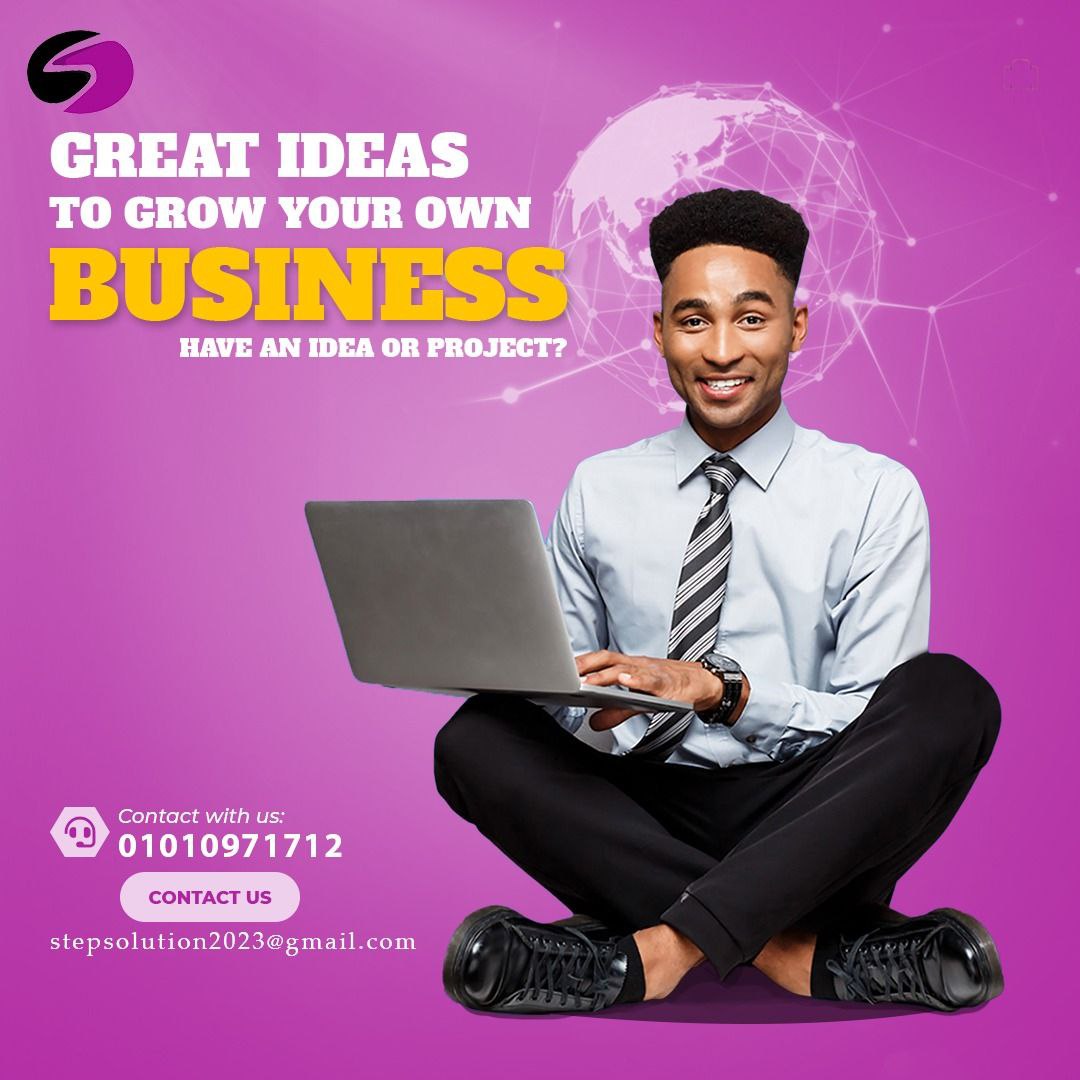 GREAT IDEAS
TO GROW YOUR OWN
BUSINESS
HAVE AN IDEA OR PROJECT?
Contact with us:
01010971712
CONTACT US
stepsolution2023@gmail.com